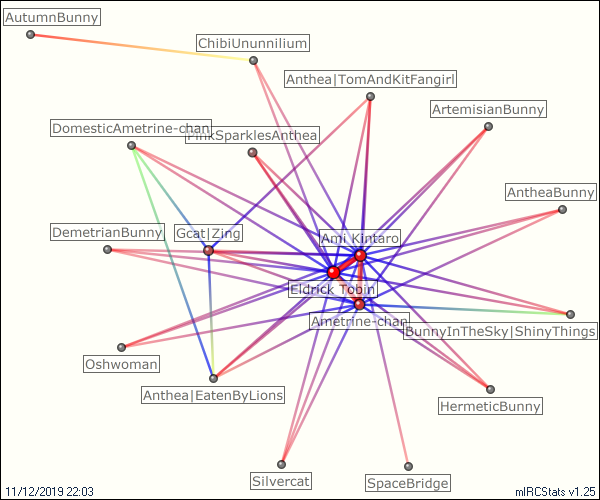 AutumnBunny
ChibiUnunnilium
Anthea|TomAndKitFangirl
ArtemisianBunny
DomesticAmetrine-chan
PinkSparklesAnthea
AntheaBunny
DemetrianBunny
Gcat|Zing
Ami Kintaro
Eldrick Tobin
Ametrine-chan
BunnyInTheSky|ShinyThings
Oshwoman
Anthea|EatenByLions
HermeticBunny
Silvercat
SpaceBridge
11/12/2019 22:03
mIRCStats v1.25